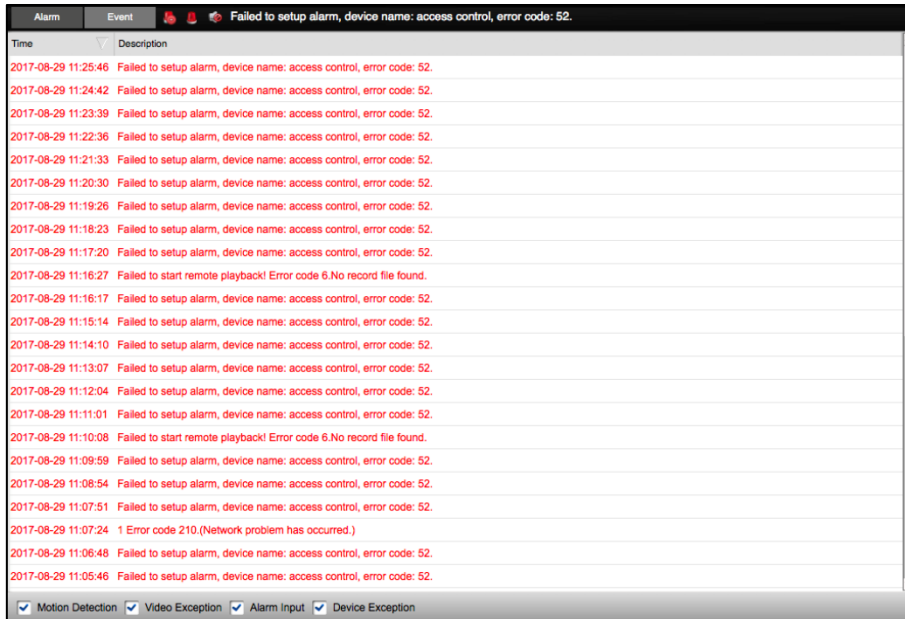 Alarm Event Failed to setup alarm, device name: access control, error code: 52.
Time Description
2017-08-29 11:25:46 Failed to setup alarm, device name: access control, error code: 52.
2017-08-29 11:24:42 Failed to setup alarm, device name: access control, error code: 52.
2017-08-29 11:23:39 Failed to setup alarm, device name: access control, error code: 52.
2017-08-29 11:22:36 Failed to setup alarm, device name: access control, error code: 52.
2017-08-29 11:21:33 Failed to setup alarm, device name: access control, error code: 52.
2017-08-29 11:20:30 Failed to setup alarm, device name: access control, error code: 52.
2017-08-29 11:19:26 Failed to setup alarm, device name: access control, error code: 52.
2017-08-29 11:18:23 Failed to setup alarm, device name: access control, error code: 52.
2017-08-29 11:17:20 Failed to setup alarm, device name: access control, error code: 52.
2017-08-29 11:16:27 Failed to start remote playback! Error code 6.No record file found.
2017-08-29 11:16:17 Failed to setup alarm, device name: access control, error code: 52.
2017-08-29 11:15:14 Failed to setup alarm, device name: access control, error code: 52.
2017-08-29 11:14:10 Failed to setup alarm, device name: access control, error code: 52.
2017-08-29 11:13:07 Failed to setup alarm, device name: access control, error code: 52.
2017-08-29 11:12:04 Failed to setup alarm, device name: access control, error code: 52.
2017-08-29 11:11:01 Failed to setup alarm, device name: access control, error code: 52.
2017-08-29 11:10:08 Failed to start remote playback! Error code 6.No record file found.
2017-08-29 11:09:59 Failed to setup alarm, device name: access control, error code: 52.
2017-08-29 11:08:54 Failed to setup alarm, device name: access control, error code: 52.
2017-08-29 11:07:51 Failed to setup alarm, device name: access control, error code: 52.
2017-08-29 11:07:24 1 Error code 210.(Network problem has occurred.)
2017-08-29 11:06:48 Failed to setup alarm, device name: access control, error code: 52.
2017-08-29 11:05:46 Failed to setup alarm, device name: access control, error code: 52.
Motion Detection Video Exception Alarm Input Device Exception